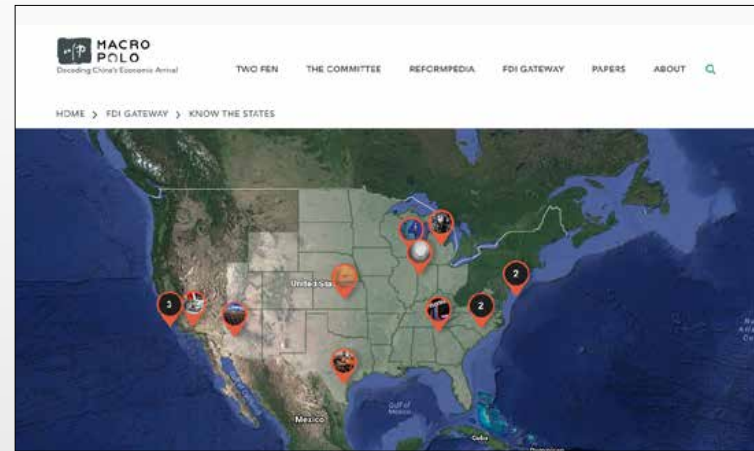 MACRO
POLO
Decoding China's Economic Arrival
TWO FEN THE COMMITTEE REFORMPEDIA FDI GATEWAY PAPERS ABOUT
HOME > FDI GATEWAY > KNOW THE STATES
2
United Sta
3
2
Gulf of
Mexico
Mexico
Cuba